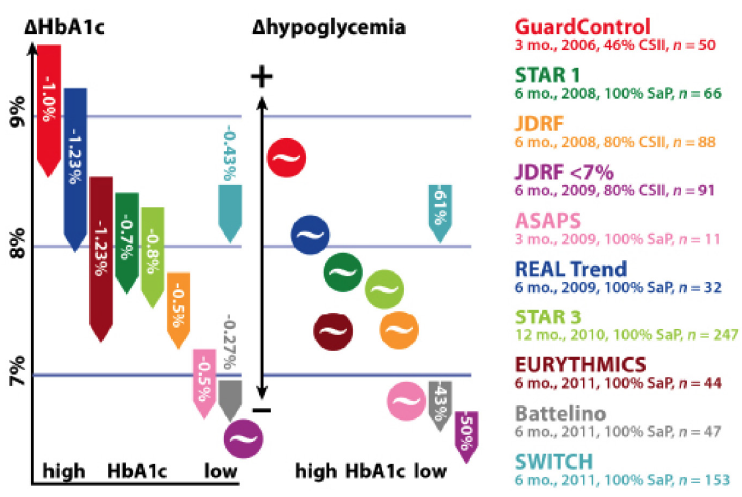 ΔHbA1c
Δhypoglycemia
9%
8%
7%
-1.0%
-1.23%
-1.23%
-0.7%
-0.8%
-0.5%
-0.5%
-0.43%
-0.27%
high HbA1c low
+
~
~
~
~
~
~
~
~
-61%
-43%
-50%
−
high HbA1c low
GuardControl
3 mo., 2006, 46% CSII, n = 50
STAR 1
6 mo., 2008, 100% SaP, n = 66
JDRF
6 mo., 2008, 80% CSII, n = 88
JDRF <7%
6 mo., 2009, 80% CSII, n = 91
ASAPS
3 mo., 2009, 100% SaP, n = 11
REAL Trend
6 mo., 2009, 100% SaP, n = 32
STAR 3
12 mo., 2010, 100% SaP, n = 247
EURYTHMICS
6 mo., 2011, 100% SaP, n = 44
Battelino
6 mo., 2011, 100% SaP, n = 47
SWITCH
6 mo., 2011, 100% SaP, n = 153